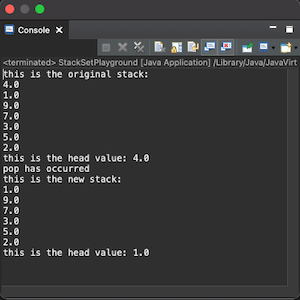 Console
<terminated> StackSetPlayground [Java Application] /Library/Java/JavaVirt
this is the original stack:
4.0
1.0
9.0
7.0
3.0
5.0
2.0
this is the head value: 4.0
pop has occurred
this is the new stack:
1.0
9.0
7.0
3.0
5.0
2.0
this is the head value: 1.0